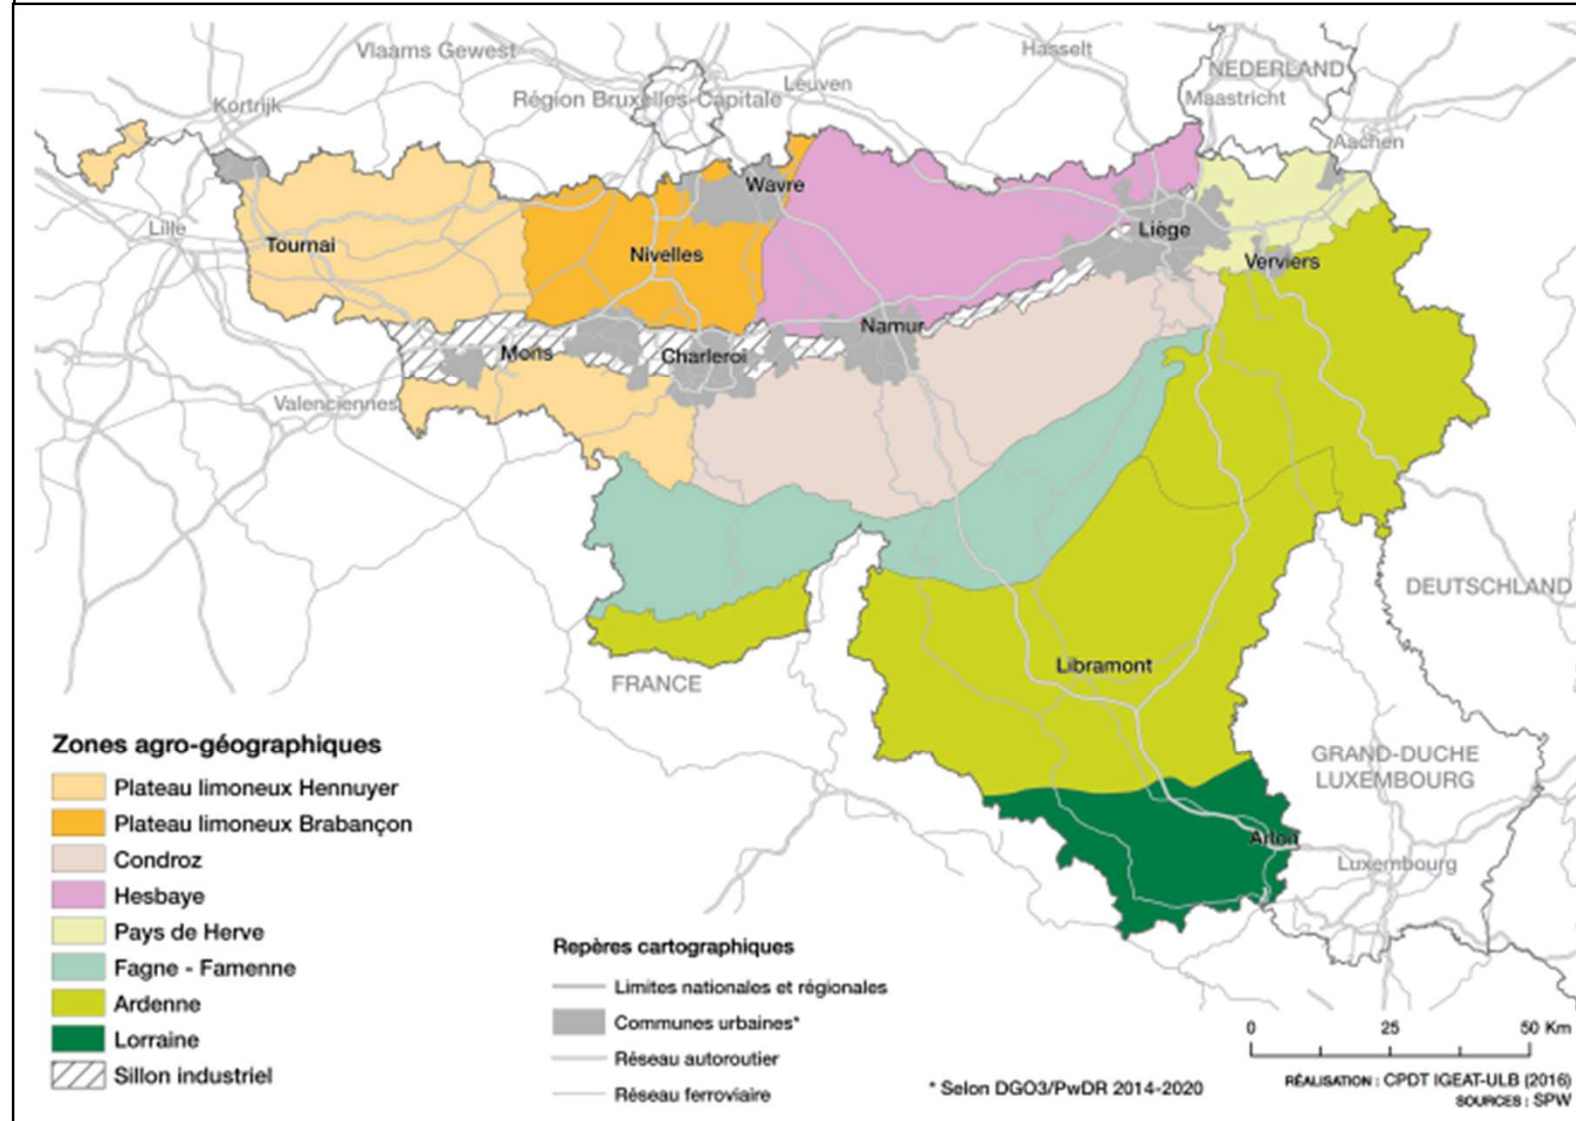 Vlaams Gewest
Hasselt
NEDERLAND
Leuven
Région Bruxelles-Capitale
Maastricht
Kortrijk
Aachen
Wavre
Lille
Tournai
Nivelles
Liége
Verviers
Namur
Mons
Charleroi
Valenciennes
DEUTSCHLAND
Libramont
FRANCE
GRAND-DUCHE
LUXEMBOURG
Arlon
Luxembourg
Zones agro-géographiques
Plateau limoneux Hennuyer
Plateau limoneux Brabançon
Condroz
Hesbaye
Pays de Herve
Fagne - Famenne
Ardenne
Lorraine
Sillon industriel
Repères cartographiques
Limites nationales et régionales
Communes urbaines*
Réseau autoroutier
Réseau ferroviaire
* Selon DGO3/PwDR 2014-2020
0 25 50 Km
RÉALISATION : CPDT IGEAT-ULB (2016)
SOURCES : SPW